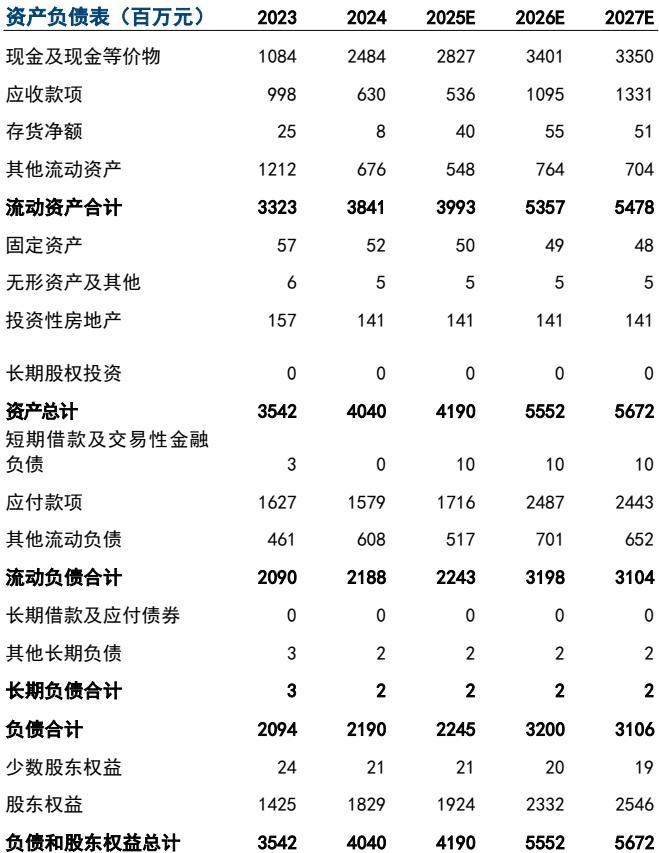 资产负债表（百万元） 2023 2024 2025E 2026E 2027E
现金及现金等价物 1084 2484 2827 3401 3350
应收款项 998 630 536 1095 1331
存货净额 25 8 40 55 51
其他流动资产 1212 676 548 764 704
流动资产合计 3323 3841 3993 5357 5478
固定资产 57 52 50 49 48
无形资产及其他 6 5 5 5 5
投资性房地产 157 141 141 141 141
长期股权投资 0 0 0 0 0
资产总计 3542 4040 4190 5552 5672
短期借款及交易性金融
负债 3 0 10 10 10
应付款项 1627 1579 1716 2487 2443
其他流动负债 461 608 517 701 652
流动负债合计 2090 2188 2243 3198 3104
长期借款及应付债券 0 0 0 0 0
其他长期负债 3 2 2 2 2
长期负债合计 3 2 2 2 2
负债合计 2094 2190 2245 3200 3106
少数股东权益 24 21 21 20 19
股东权益 1425 1829 1924 2332 2546
负债和股东权益总计 3542 4040 4190 5552 5672